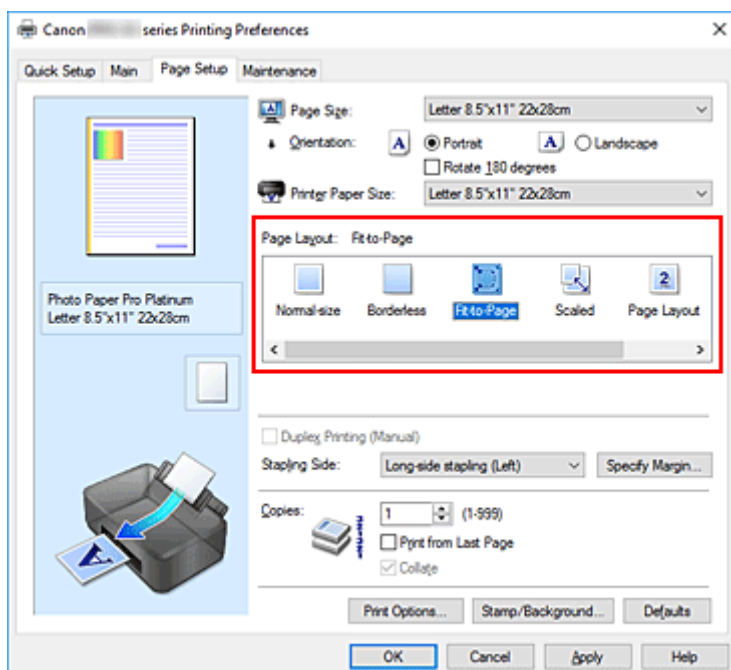 Canon series Printing Preferences
Quick Setup Main Page Setup Maintenance
Page Size: Letter 8.5"x11" 22x28cm
Orientation: A Portrait A Landscape
Rotate 180 degrees
Printer Paper Size: Letter 8.5"x11" 22x28cm
Page Layout: Fit-to-Page
Normal-size Borderless Fit-to-Page Scaled Page Layout
Photo Paper Pro Platinum
Letter 8.5"x11" 22x28cm
Duplex Printing (Manual)
Stapling Side: Long-side stapling (Left) Specify Margin...
Copies: 1 (1-999)
Print from Last Page
Collate
Print Options... Stamp/Background... Defaults
OK Cancel Apply Help